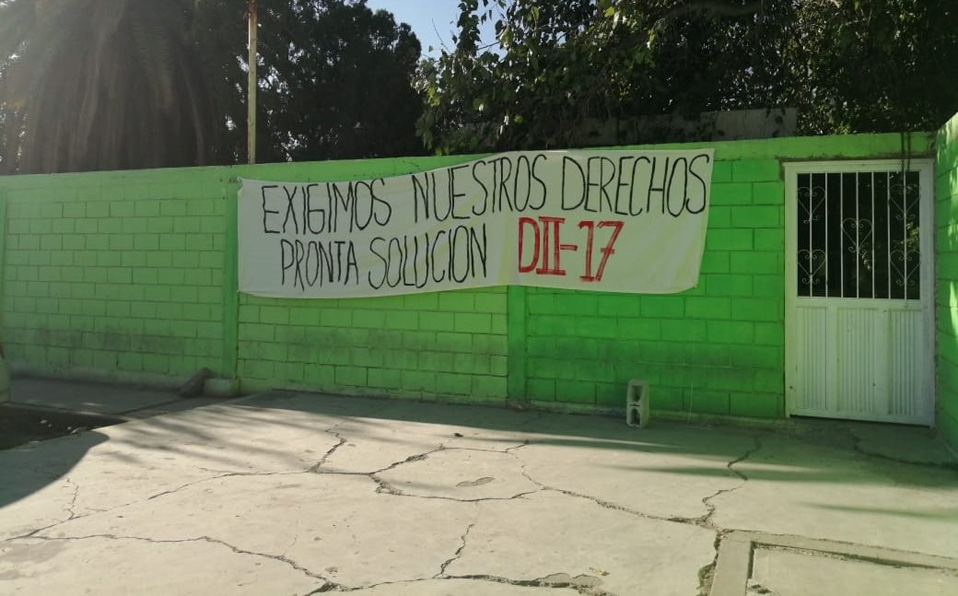 EXIGIMOS NUESTROS DERECHOS
PRONTA SOLUCION DII-17